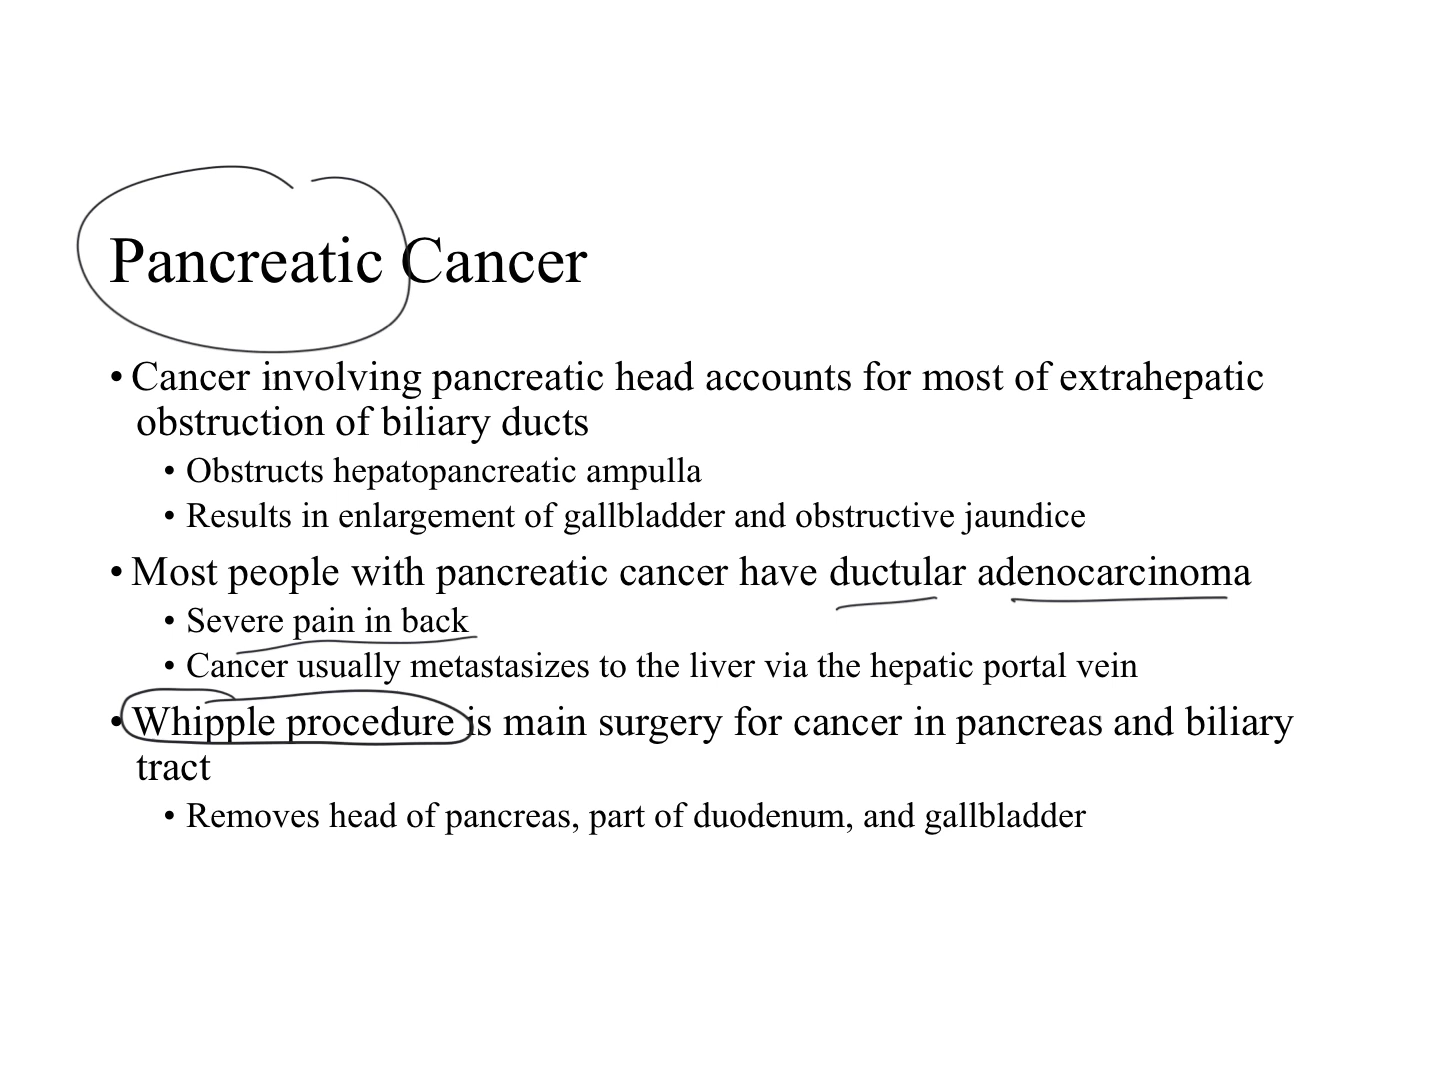 Pancreatic Cancer
• Cancer involving pancreatic head accounts for most of extrahepatic
obstruction of biliary ducts
• Obstructs hepatopancreatic ampulla
• Results in enlargement of gallbladder and obstructive jaundice
• Most people with pancreatic cancer have ductular adenocarcinoma
• Severe pain in back
• Cancer usually metastasizes to the liver via the hepatic portal vein
• Whipple procedure is main surgery for cancer in pancreas and biliary
tract
• Removes head of pancreas, part of duodenum, and gallbladder